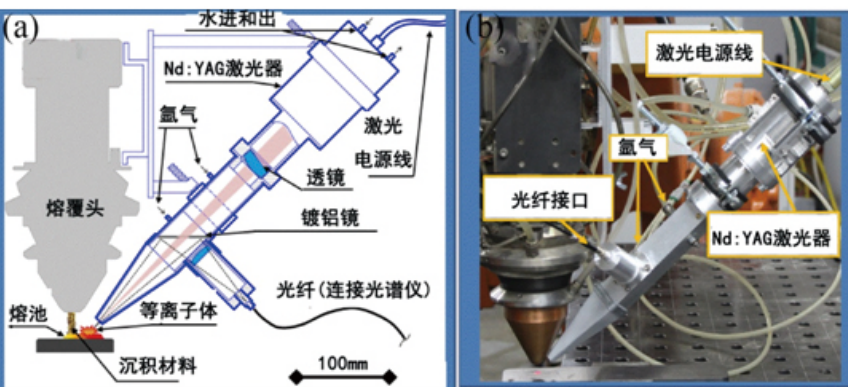 (a)
水进和出
Nd:YAG激光器
激光
电源线
氩气
透镜
熔覆头
镀铝镜
光纤(连接光谱仪)
等离子体
熔池
沉积材料
100mm
(b)
激光电源线
氩气
光纤接口
Nd:YAG激光器